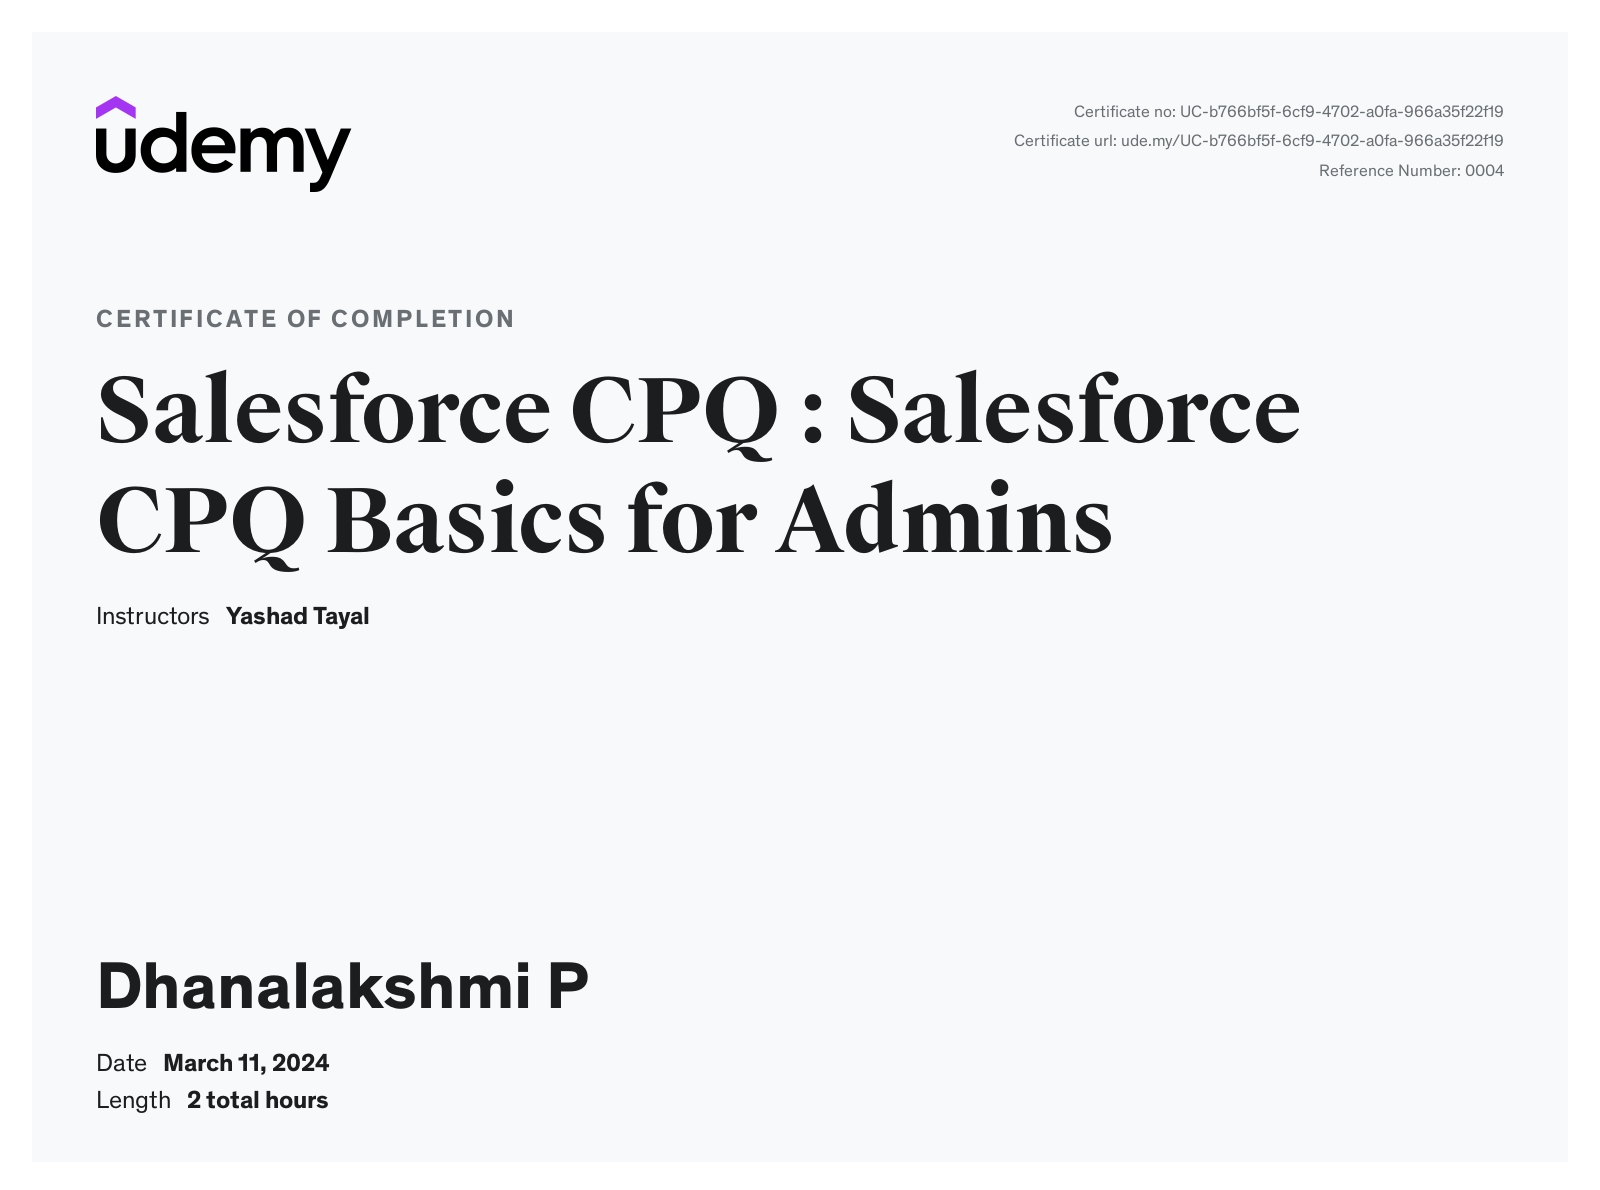 udemy
Certificate no: UC-b766bf5f-6cf9-4702-a0fa-966a35f22f19
Certificate url: ude.my/UC-b766bf5f-6cf9-4702-a0fa-966a35f22f19
Reference Number: 0004
CERTIFICATE OF COMPLETION
Salesforce CPQ : Salesforce
CPQ Basics for Admins
Instructors Yashad Tayal
Dhanalakshmi P
Date March 11, 2024
Length 2 total hours